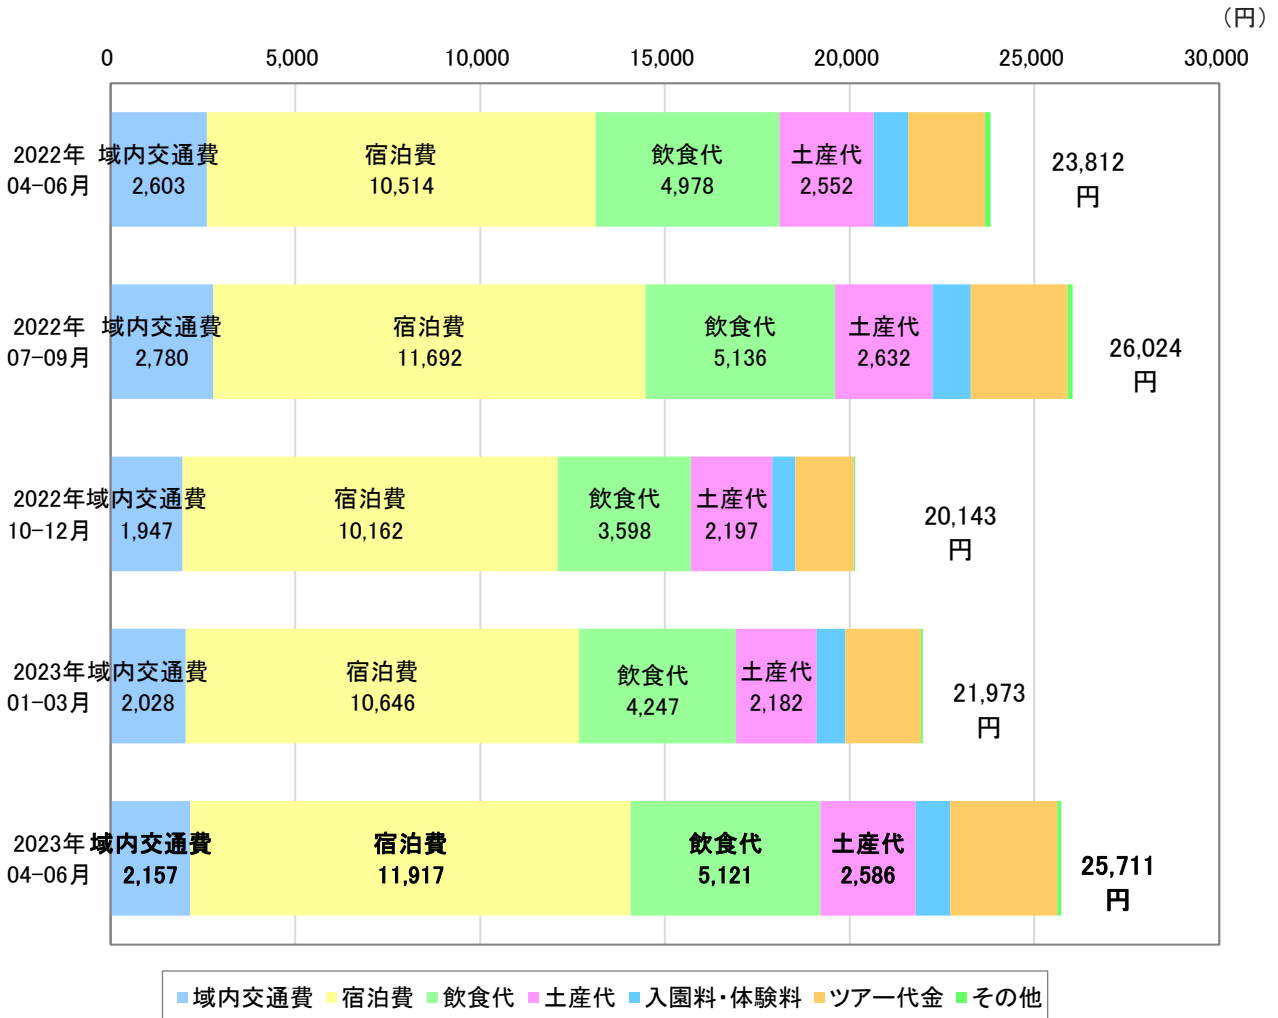 （円）
0 5,000 10,000 15,000 20,000 25,000 30,000
2022年
04-06月
域内交通費
2,603
宿泊費
10,514
飲食代
4,978
土産代
2,552
23,812
円
2022年
07-09月
域内交通費
2,780
宿泊費
11,692
飲食代
5,136
土産代
2,632
26,024
円
2022年
10-12月
域内交通費
1,947
宿泊費
10,162
飲食代
3,598
土産代
2,197
20,143
円
2023年
01-03月
域内交通費
2,028
宿泊費
10,646
飲食代
4,247
土産代
2,182
21,973
円
2023年
04-06月
域内交通費
2,157
宿泊費
11,917
飲食代
5,121
土産代
2,586
25,711
円
域内交通費 宿泊費 飲食代 土産代 入園料・体験料 ツアー代金 その他